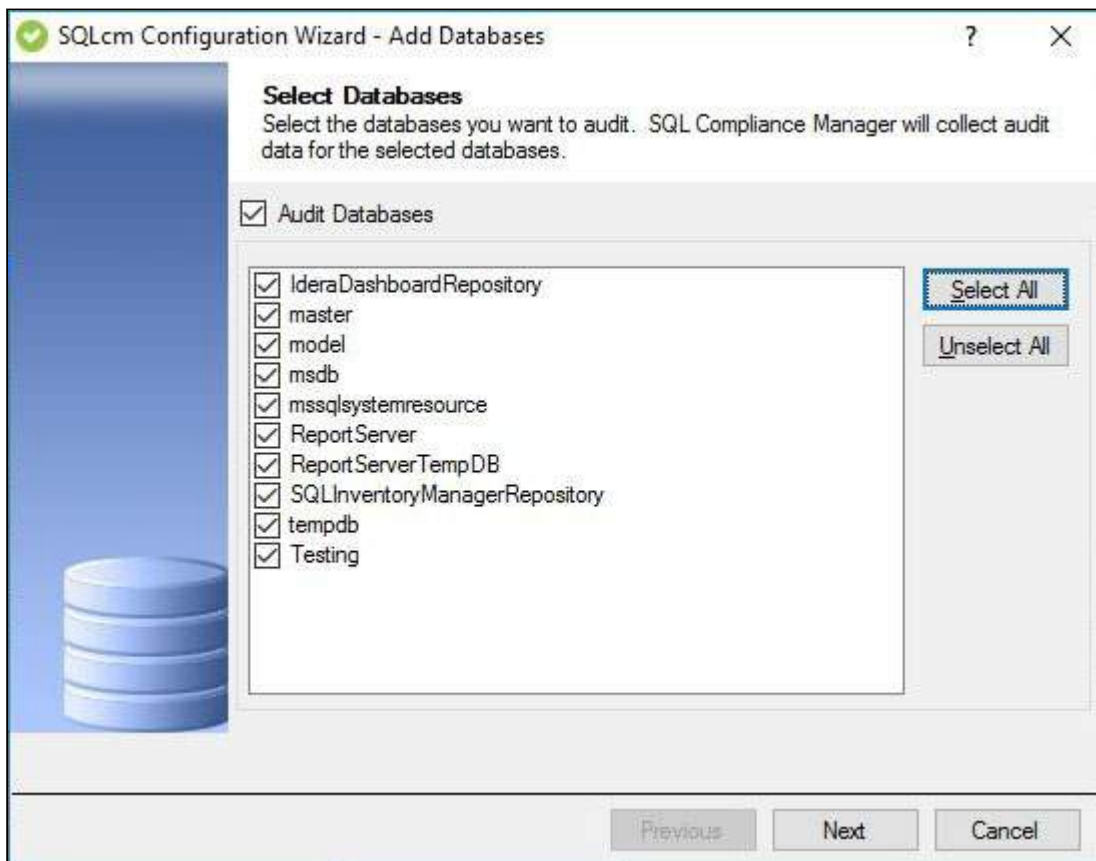 SQLcm Configuration Wizard - Add Databases
?
Select Databases
Select the databases you want to audit. SQL Compliance Manager will collect audit
data for the selected databases.
Audit Databases
IderaDashboardRepository
master
model
msdb
mssqlsystemresource
ReportServer
ReportServerTempDB
SQLInventoryManagerRepository
tempdb
Testing
Select All
Unselect All
Previous
Next
Cancel